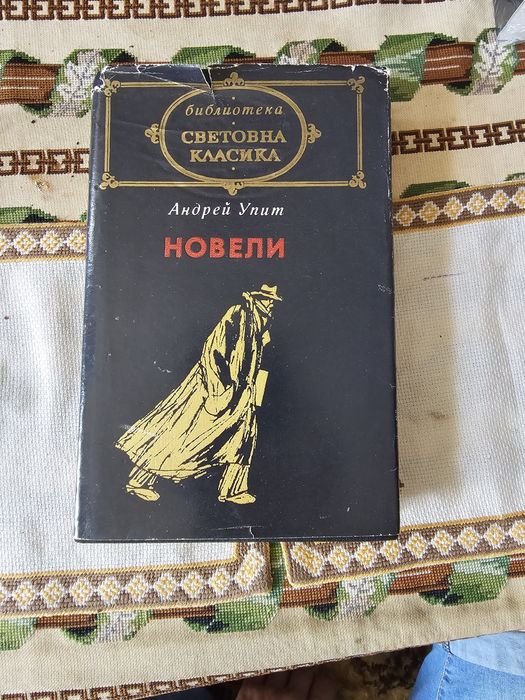 библиотека
СВЕТОВНА
КЛАСИКА
Андрей Упит
НОВЕЛИ